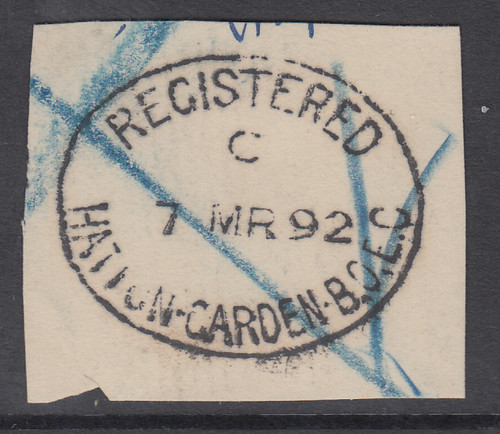 REGISTERED
C
7 MR 92
HATTON-GARDEN-B.O.E.C